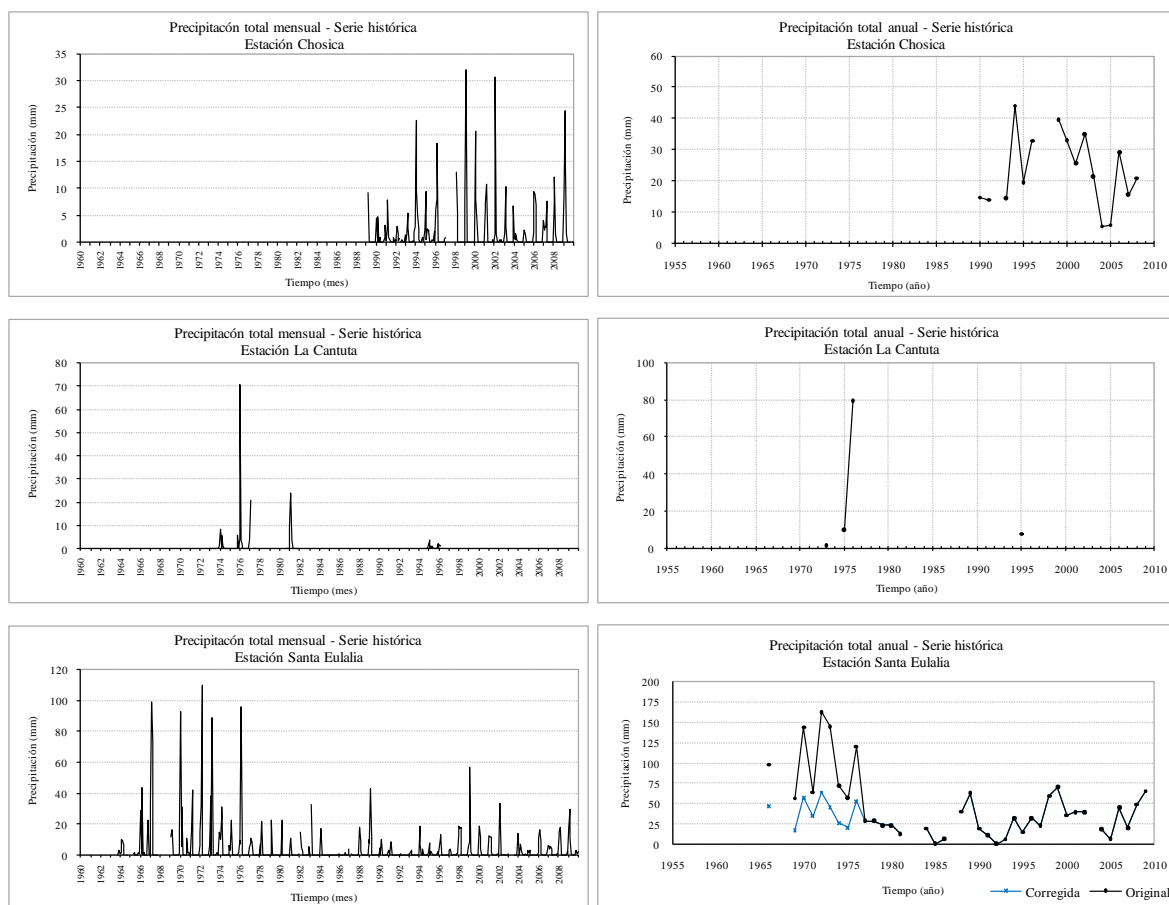 Precipitacón total mensual - Serie histórica
Estación Chosica
35
30
25
20
15
10
5
0
Precipitación (mm)
1960 1962 1964 1966 1968 1970 1972 1974 1976 1978 1980 1982 1984 1986 1988 1990 1992 1994 1996 1998 2000 2002 2004 2006 2008
Tiempo (mes)
Precipitación total anual - Serie histórica
Estación Chosica
60
50
40
30
20
10
0
Precipitación (mm)
1955 1960 1965 1970 1975 1980 1985 1990 1995 2000 2005 2010
Tiempo (año)
Precipitacón total mensual - Serie histórica
Estación La Cantuta
80
70
60
50
40
30
20
10
0
Precipitación (mm)
1960 1962 1964 1966 1968 1970 1972 1974 1976 1978 1980 1982 1984 1986 1988 1990 1992 1994 1996 1998 2000 2002 2004 2006 2008
TIiempo (mes)
Precipitación total anual - Serie histórica
Estación La Cantuta
100
80
60
40
20
0
Precipitación (mm)
1955 1960 1965 1970 1975 1980 1985 1990 1995 2000 2005 2010
Tiempo (año)
Precipitacón total mensual - Serie histórica
Estación Santa Eulalia
120
100
80
60
40
20
0
Precipitación (mm)
1960 1962 1964 1966 1968 1970 1972 1974 1976 1978 1980 1982 1984 1986 1988 1990 1992 1994 1996 1998 2000 2002 2004 2006 2008
TIiempo (mes)
Precipitación total anual - Serie histórica
Estación Santa Eulalia
200
175
150
125
100
75
50
25
0
Precipitación (mm)
1955 1960 1965 1970 1975 1980 1985 1990 1995 2000 2005 2010
Tiempo (año)
Corregida Original